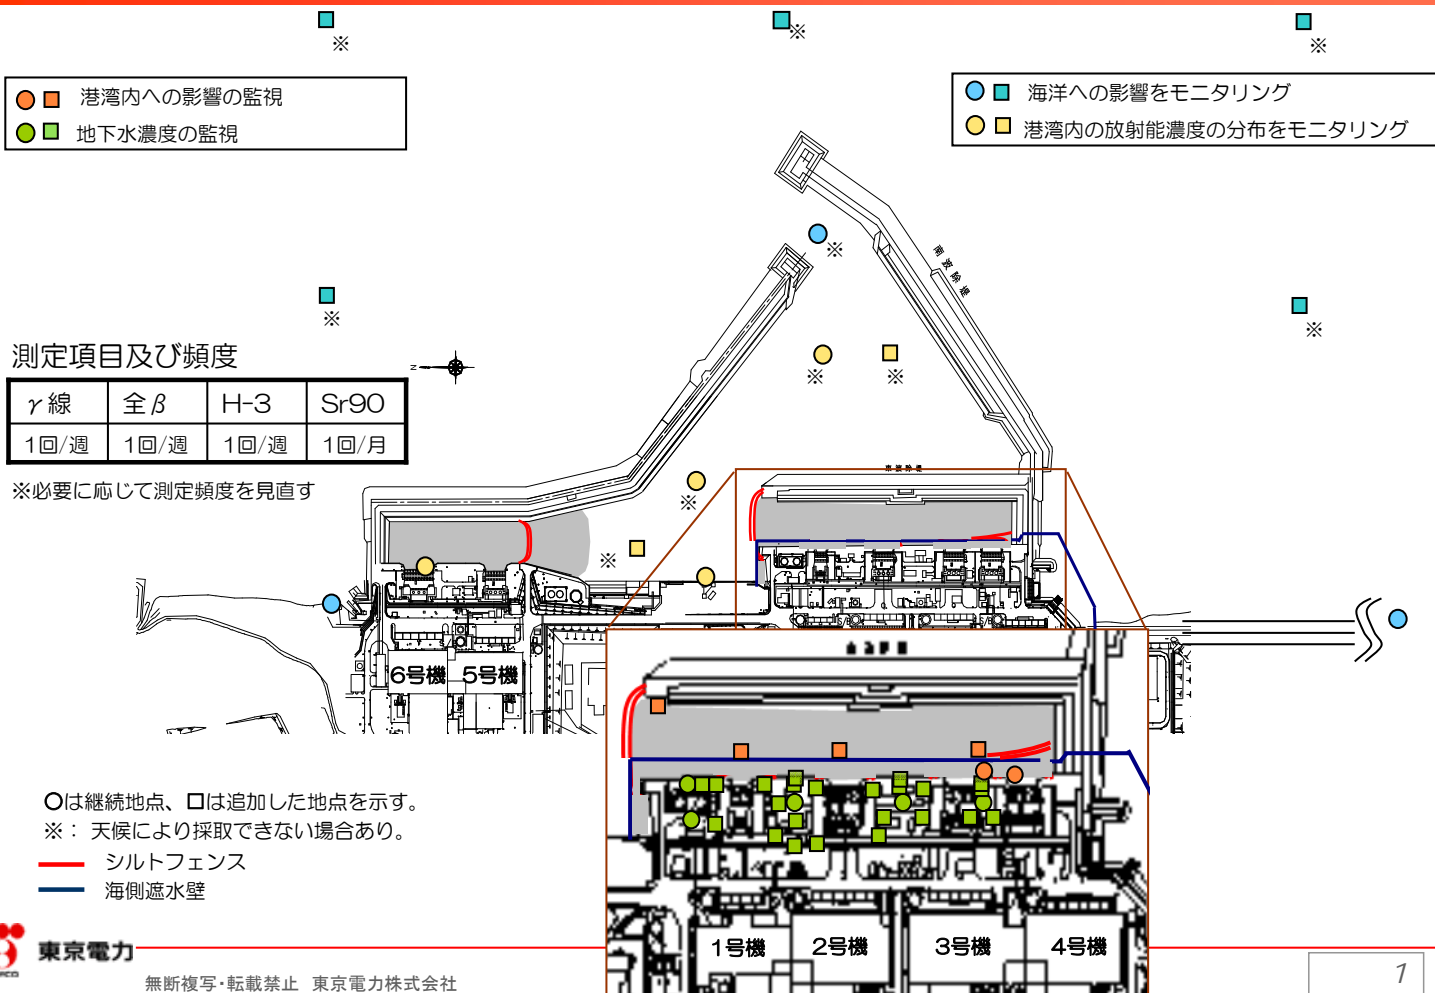 ※
※
※
港湾内への影響の監視
地下水濃度の監視
海洋への影響をモニタリング
港湾内の放射能濃度の分布をモニタリング
※
南波除堤
※
※
測定項目及び頻度
N
※
※
γ線 全β H-3 Sr90
1回/週 1回/週 1回/週 1回/月
※必要に応じて測定頻度を見直す
東波除堤
※
※
6号機 5号機
○は継続地点、□は追加した地点を示す。
※： 天候により採取できない場合あり。
シルトフェンス
海側遮水壁
1号機 2号機 3号機 4号機
東京電力
無断複写・転載禁止 東京電力株式会社
1